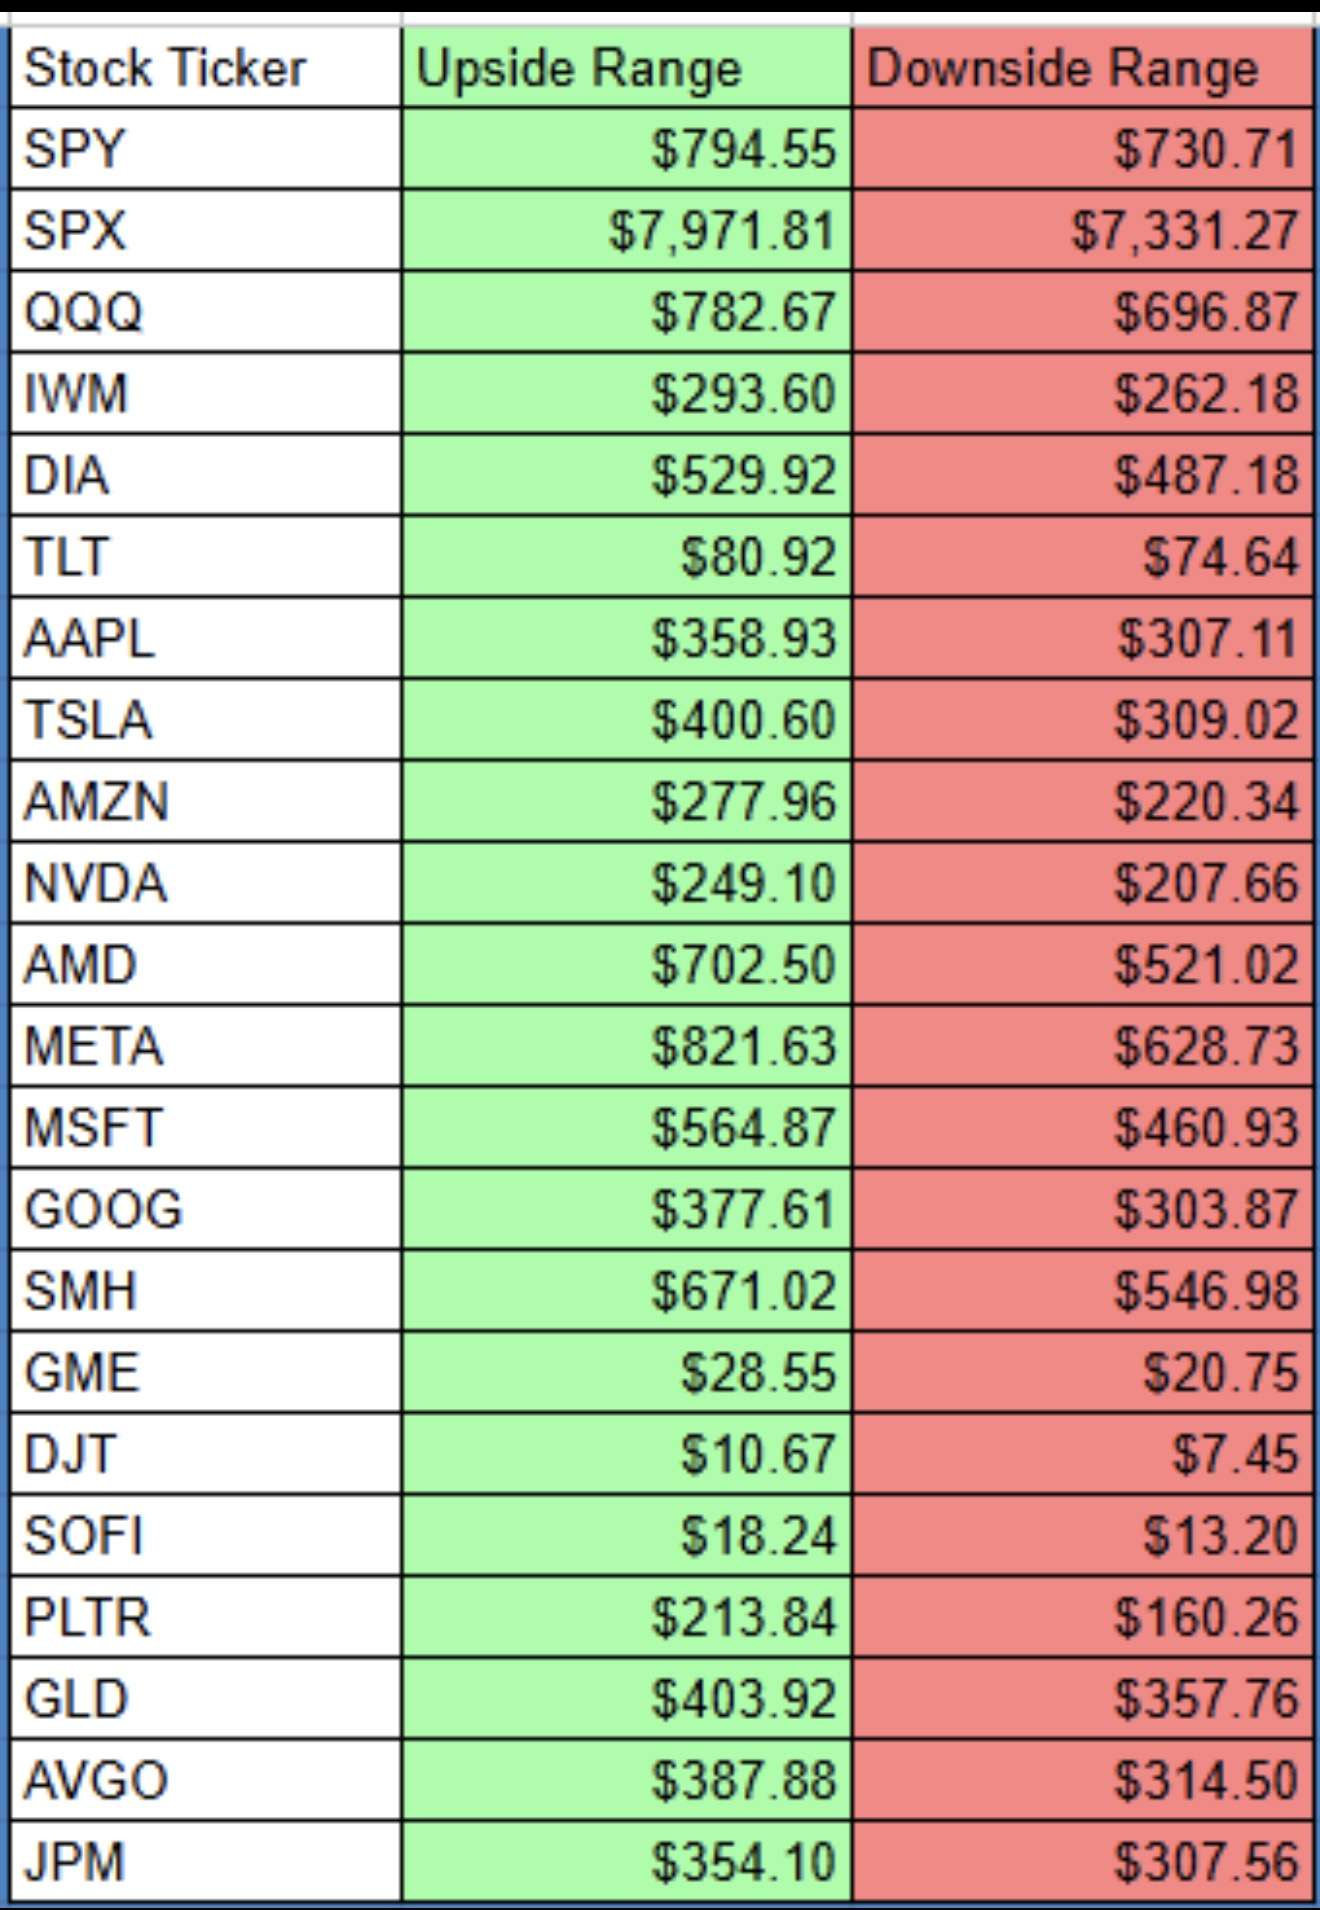 Stock Ticker Upside Range Downside Range
SPY $794.55 $730.71
SPX $7,971.81 $7,331.27
QQQ $782.67 $696.87
IWM $293.60 $262.18
DIA $529.92 $487.18
TLT $80.92 $74.64
AAPL $358.93 $307.11
TSLA $400.60 $309.02
AMZN $277.96 $220.34
NVDA $249.10 $207.66
AMD $702.50 $521.02
META $821.63 $628.73
MSFT $564.87 $460.93
GOOG $377.61 $303.87
SMH $671.02 $546.98
GME $28.55 $20.75
DJT $10.67 $7.45
SOFI $18.24 $13.20
PLTR $213.84 $160.26
GLD $403.92 $357.76
AVGO $387.88 $314.50
JPM $354.10 $307.56